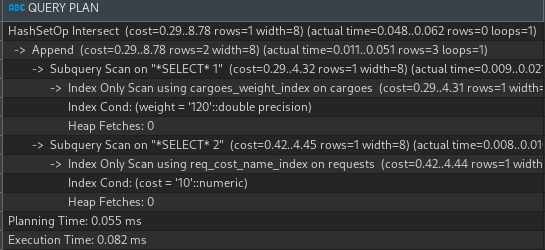 ABC QUERY PLAN
HashSetOp Intersect (cost=0.29..8.78 rows=1 width=8) (actual time=0.048..0.062 rows=0 loops=1)
-> Append (cost=0.29..8.78 rows=2 width=8) (actual time=0.011..0.051 rows=3 loops=1)
-> Subquery Scan on "*SELECT* 1" (cost=0.29..4.32 rows=1 width=8) (actual time=0.009..0.02
-> Index Only Scan using cargoes_weight_index on cargoes (cost=0.29..4.31 rows=1 width=
Index Cond: (weight = '120'::double precision)
Heap Fetches: 0
-> Subquery Scan on "*SELECT* 2" (cost=0.42..4.45 rows=1 width=8) (actual time=0.008..0.01
-> Index Only Scan using req_cost_name_index on requests (cost=0.42..4.44 rows=1 width
Index Cond: (cost = '10'::numeric)
Heap Fetches: 0
Planning Time: 0.055 ms
Execution Time: 0.082 ms